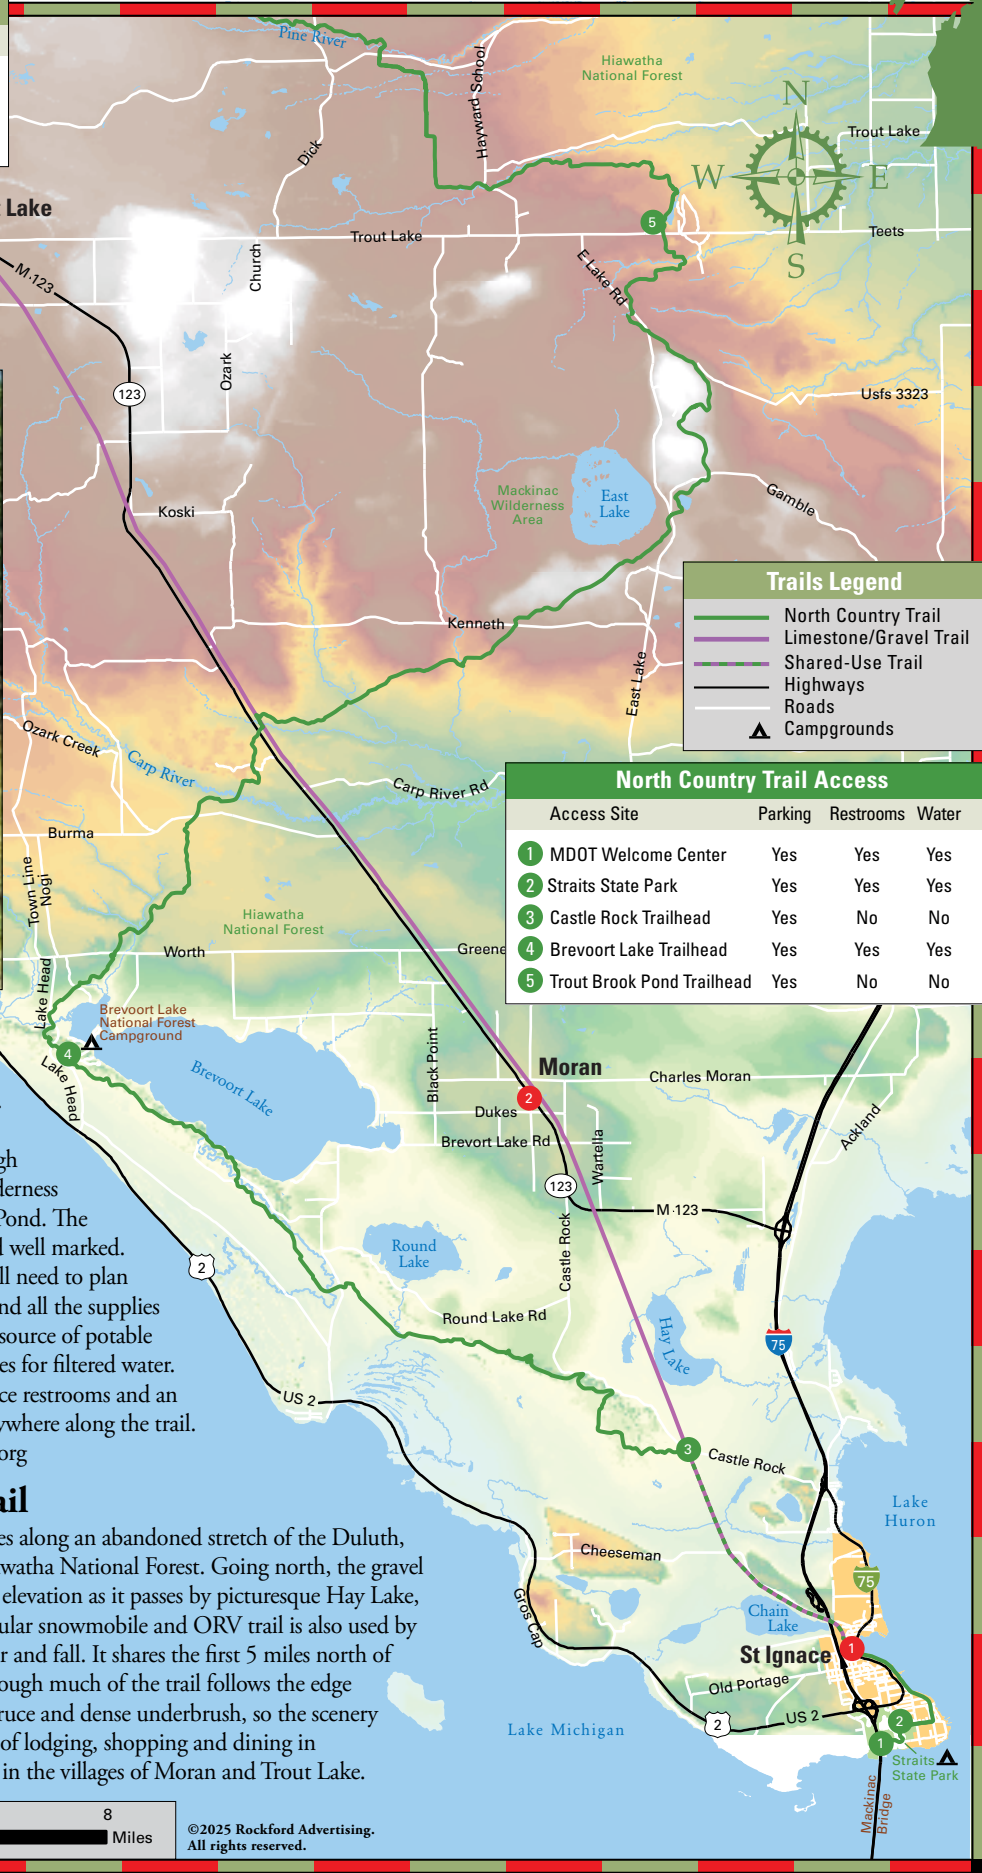 Pine River
Hayward School
Hiawatha
National Forest
N
W
E
S
Trout Lake
Dick
Lake
5
Teets
Trout Lake
Church
E Lake Rd
M-123
Ozark
123
Usfs 3323
Mackinac
Wilderness
Area
East
Lake
Gamble
Koski
Trails Legend
North Country Trail
Limestone/Gravel Trail
Shared-Use Trail
Highways
Roads
Campgrounds
Kenneth
East Lake
Ozark Creek
Carp River
Carp River Rd
North Country Trail Access
Access Site Parking Restrooms Water
1 MDOT Welcome Center Yes Yes Yes
2 Straits State Park Yes Yes Yes
3 Castle Rock Trailhead Yes No No
4 Brevoort Lake Trailhead Yes Yes Yes
5 Trout Brook Pond Trailhead Yes No No
Burma
Town Line
Nogi
Hiawatha
National Forest
Worth
Greene
Lake Head
Brevoort Lake
National Forest
Campground
4
Lake Head
Brevoort Lake
Black Point
Moran
2
Charles Moran
Dukes
Brevort Lake Rd
Wartella
Ackland
123
M-123
Castle Rock
Round
Lake
Round Lake Rd
Hay Lake
75
2
US 2
3
Castle Rock
Lake
Huron
Cheeseman
75
Gros Cap
Chain
Lake
St Ignace
1
Old Portage
2
US 2
2
1
Straits
State Park
Lake Michigan
Mackinac
Bridge
gh
derness
Pond. The
d well marked.
ll need to plan
nd all the supplies
source of potable
es for filtered water.
ce restrooms and an
ywhere along the trail.
org
ail
es along an abandoned stretch of the Duluth,
awatha National Forest. Going north, the gravel
elevation as it passes by picturesque Hay Lake,
ular snowmobile and ORV trail is also used by
r and fall. It shares the first 5 miles north of
ough much of the trail follows the edge
ruce and dense underbrush, so the scenery
of lodging, shopping and dining in
in the villages of Moran and Trout Lake.
8
Miles
©2025 Rockford Advertising.
All rights reserved.